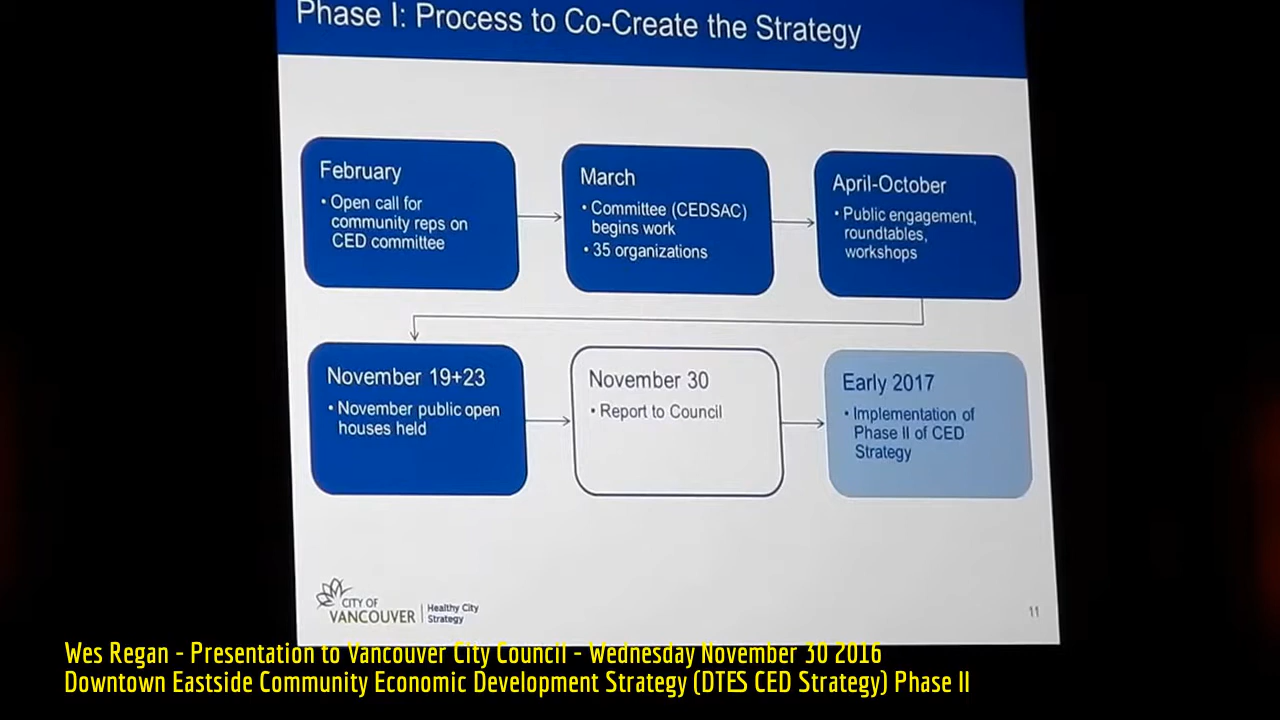 Phase I: Process to Co-Create the Strategy
February
• Open call for
community reps on
CED committee
March
• Committee (CEDSAC)
begins work
• 35 organizations
April-October
• Public engagement,
roundtables,
workshops
November 19+23
• November public open
houses held
November 30
• Report to Council
Early 2017
• Implementation of
Phase II of CED
Strategy
CITY OF
VANCOUVER
Healthy City
Strategy
11
Wes Regan - Presentation to Vancouver City Council - Wednesday November 30 2016
Downtown Eastside Community Economic Development Strategy (DTES CED Strategy) Phase II